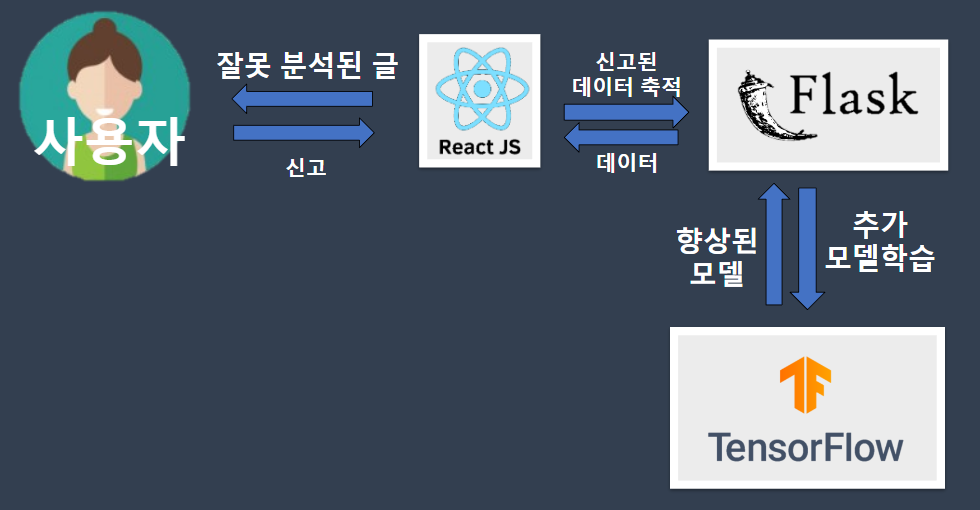 사용자
잘못 분석된 글
신고
React JS
신고된
데이터 축적
데이터
Flask
향상된
모델
추가
모델학습
TensorFlow